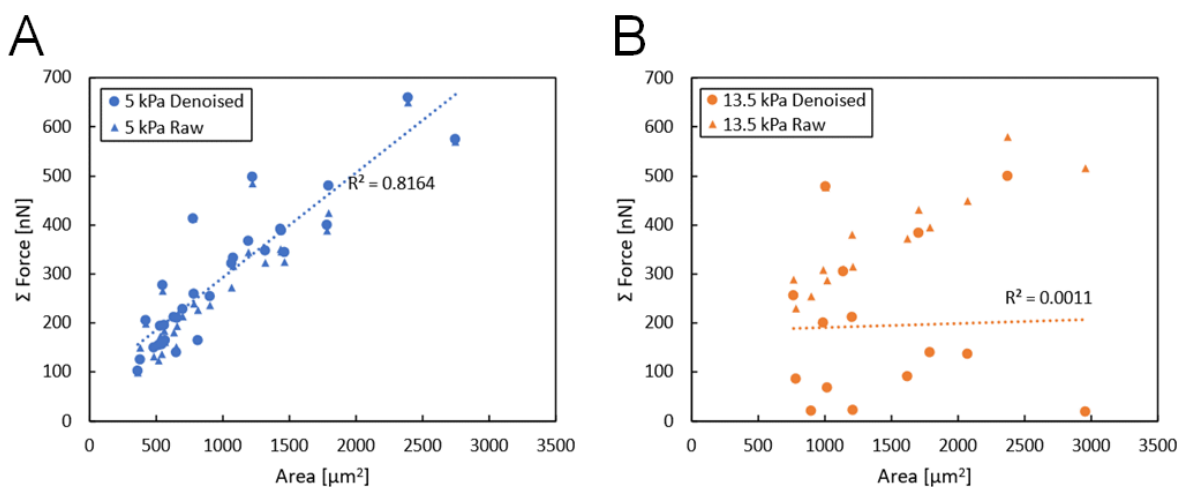 A
700
600
500
400
300
200
100
0
Σ Force [nN]
5 kPa Denoised
5 kPa Raw
R² = 0.8164
0 500 1000 1500 2000 2500 3000 3500
Area [µm²]
B
700
600
500
400
300
200
100
0
Σ Force [nN]
13.5 kPa Denoised
13.5 kPa Raw
R² = 0.0011
0 500 1000 1500 2000 2500 3000 3500
Area [µm²]